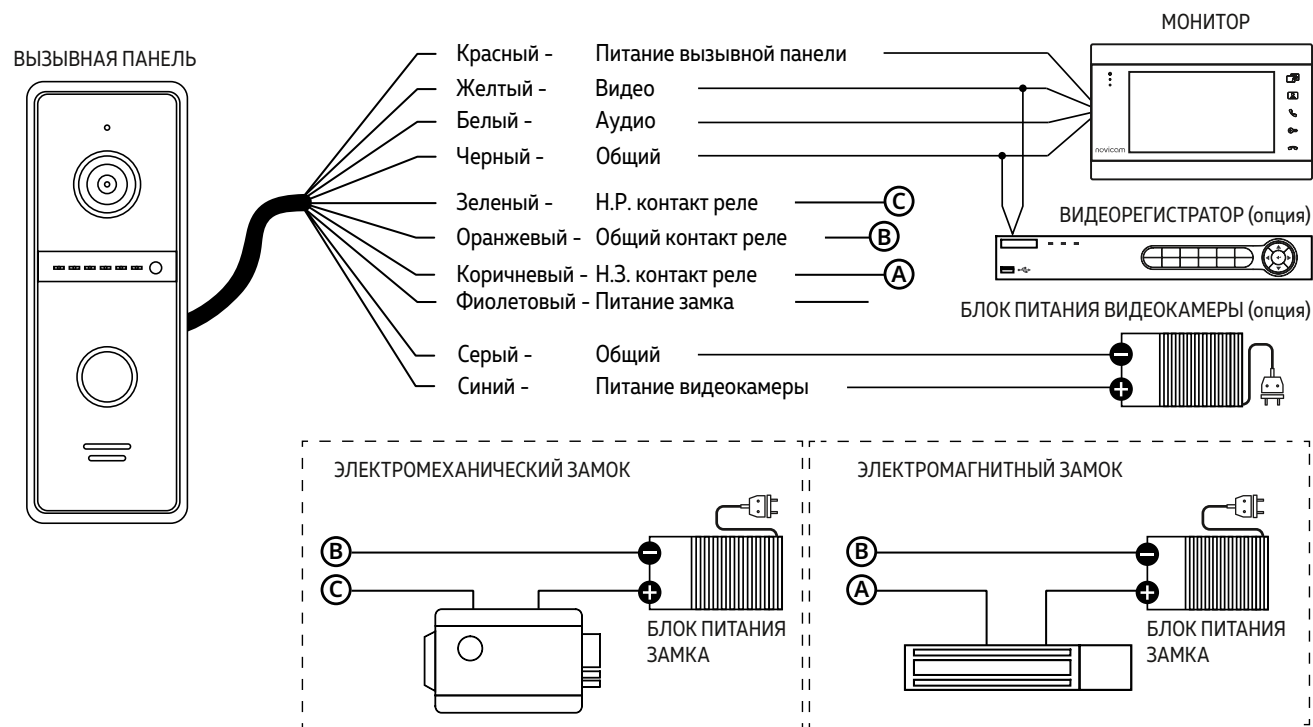 МОНИТОР
ВЫЗЫВНАЯ ПАНЕЛЬ
Красный - Питание вызывной панели
Желтый - Видео
Белый - Аудио
Черный - Общий
novicom
Зеленый - Н.Р. контакт реле C
ВИДЕОРЕГИСТРАТОР (опция)
Оранжевый - Общий контакт реле B
Коричневый - Н.З. контакт реле A
Фиолетовый - Питание замка
БЛОК ПИТАНИЯ ВИДЕОКАМЕРЫ (опция)
Серый - Общий
Синий - Питание видеокамеры
ЭЛЕКТРОМЕХАНИЧЕСКИЙ ЗАМОК
B
C
БЛОК ПИТАНИЯ
ЗАМКА
ЭЛЕКТРОМАГНИТНЫЙ ЗАМОК
B
A
БЛОК ПИТАНИЯ
ЗАМКА